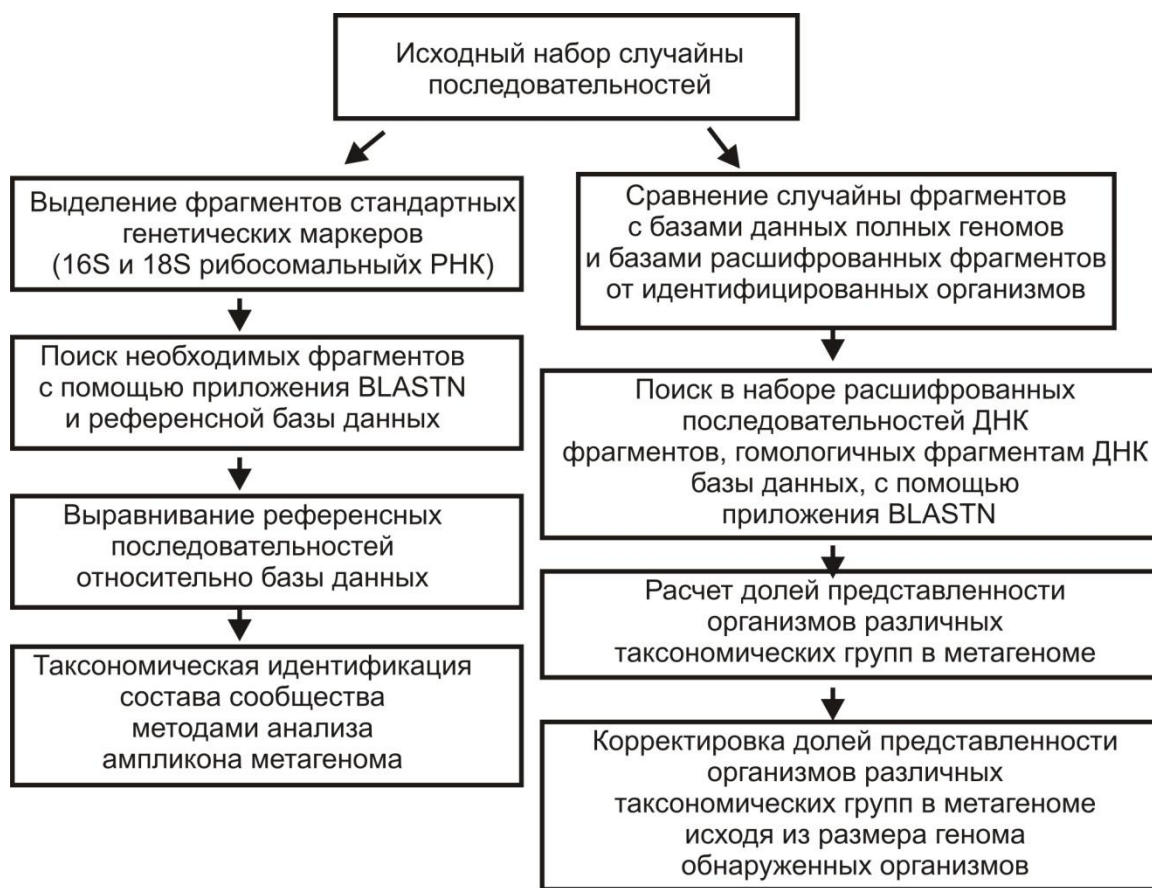 Исходный набор случайны
последовательностей
Выделение фрагментов стандартных
генетических маркеров
(16S и 18S рибосомальныйх РНК)
Поиск необходимых фрагментов
с помощью приложения BLASTN
и референсной базы данных
Выравнивание референсных
последовательностей
относительно базы данных
Таксономическая идентификация
состава сообщества
методами анализа
ампликона метагенома
Сравнение случайны фрагментов
с базами данных полных геномов
и базами расшифрованных фрагментов
от идентифицированных организмов
Поиск в наборе расшифрованных
последовательностей ДНК
фрагментов, гомологичных фрагментам ДНК
базы данных, с помощью
приложения BLASTN
Расчет долей представленности
организмов различных
таксономических групп в метагеноме
Корректировка долей представленности
организмов различных
таксономических групп в метагеноме
исходя из размера генома
обнаруженных организмов